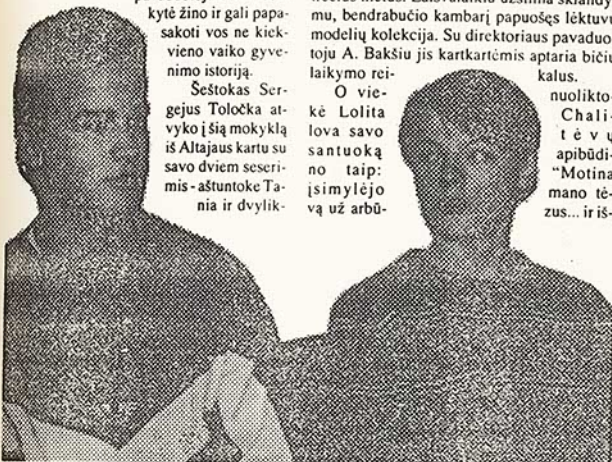 kytė žino ir gali papa-
sakoti vos ne kiek-
vieno vaiko gyve-
nimo istoriją.
Šeštokas Ser-
gejus Toločka at-
vyko į šią mokyklą
iš Altajaus kartu su
savo dviem seseri-
mis - aštuntoke Ta-
nia ir dvylik-
mu, bendrabučio kambarį papuošęs lėktuvų
modelių kolekcija. Su direktoriaus pavaduo-
toju A. Bakšiu jis kartkartėmis aptaria bičių
laikymo rei- kalus.
O vie- nuolikto-
kė Lolita Chali-
lova savo tėvų
santuoką apibūdi-
no taip: "Motina
įsimylėjo mano tė-
vą už arbū- zus... ir iš-